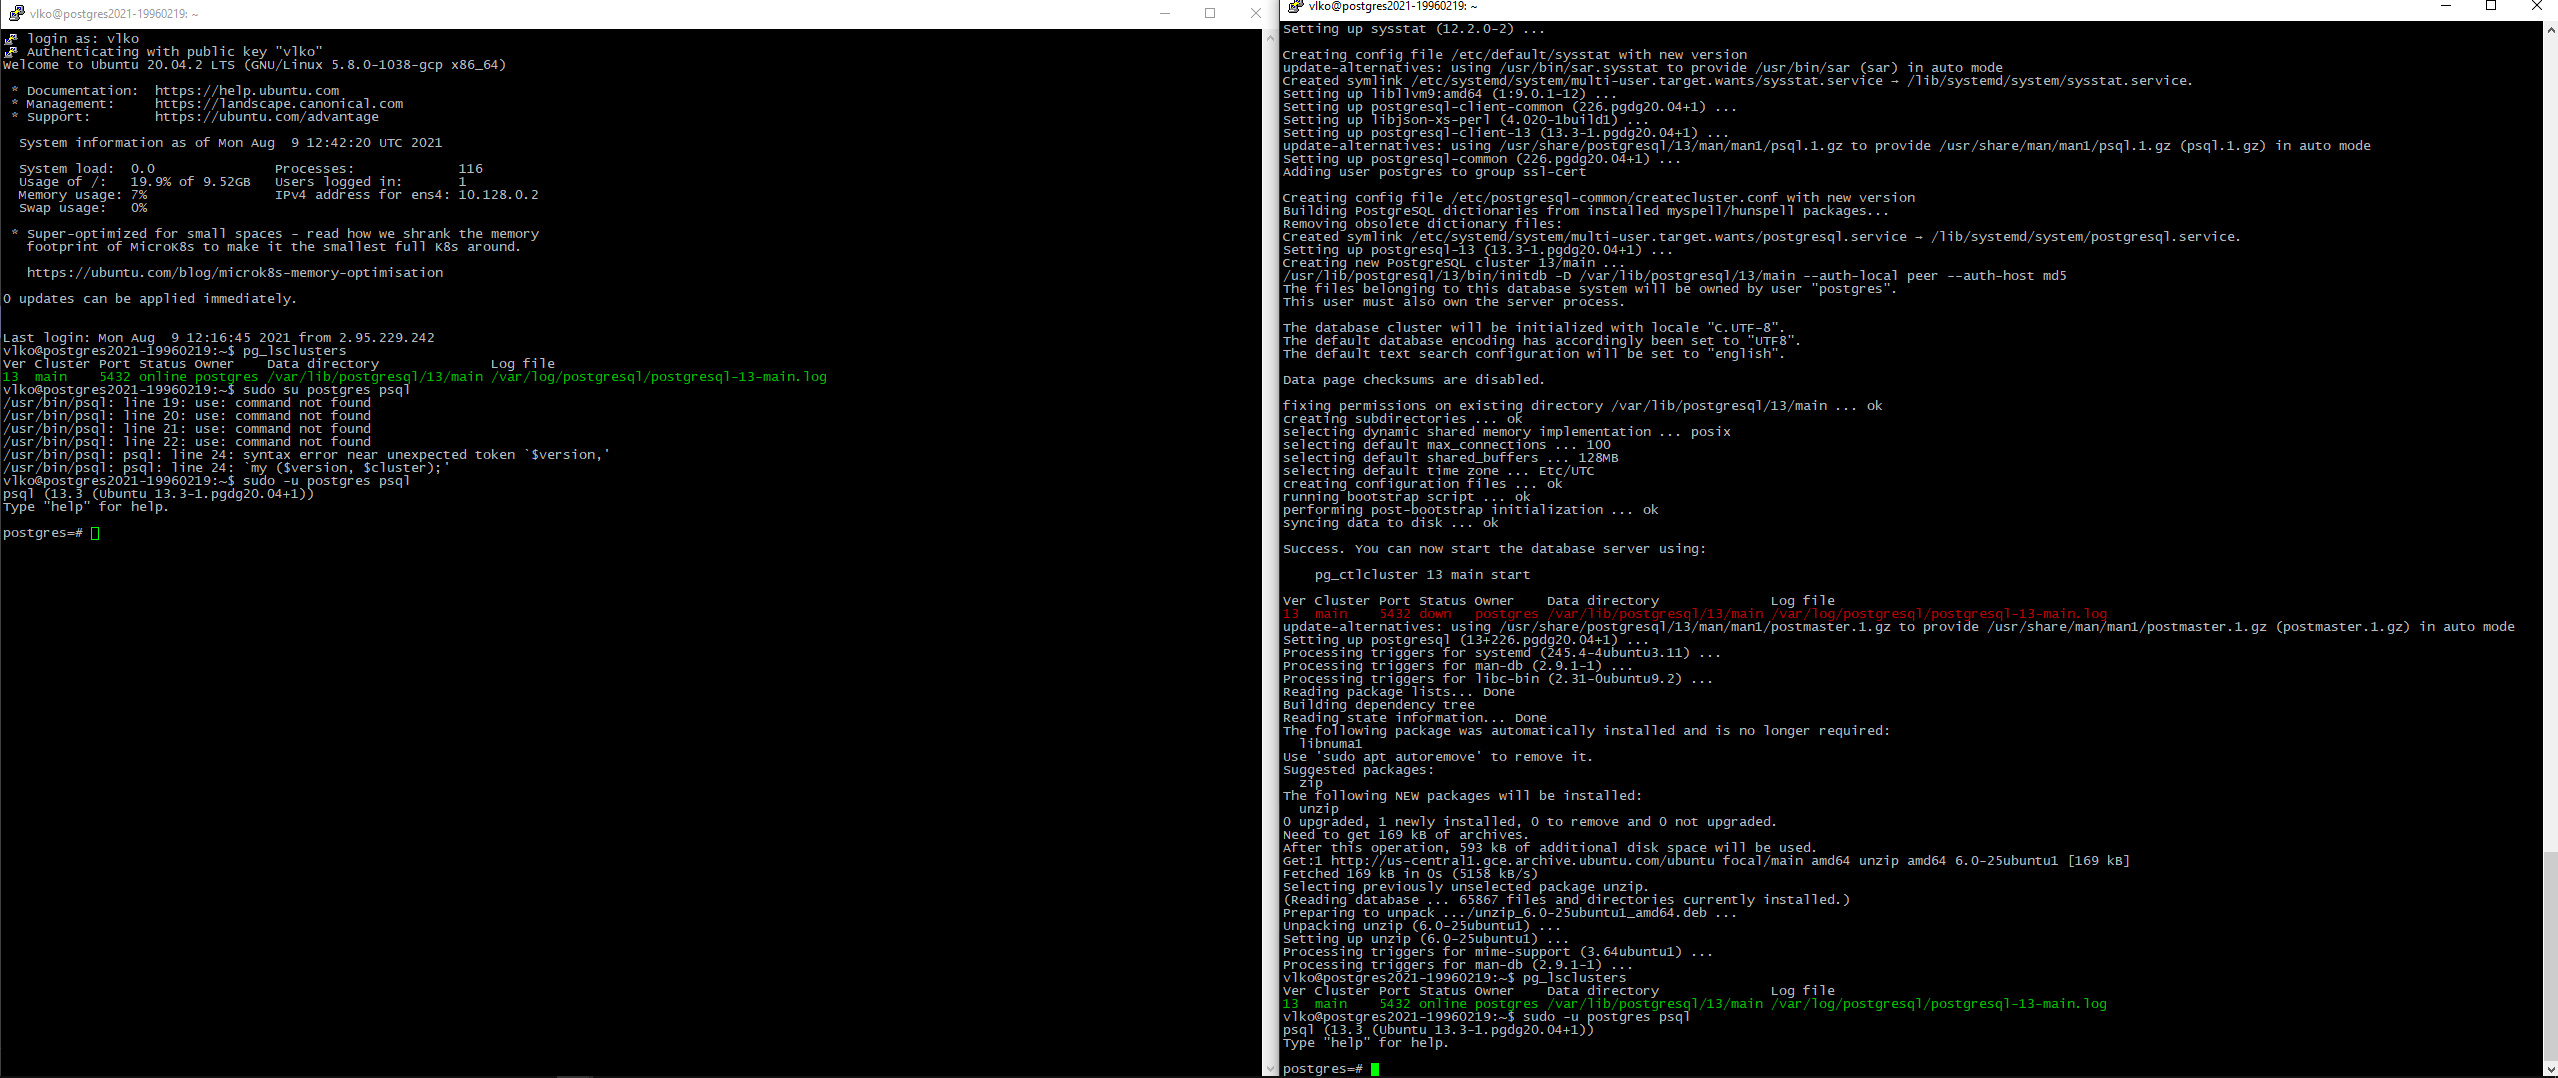 vlko@postgres2021-19960219: ~
login as: vlko
Authenticating with public key "vlko"
Welcome to Ubuntu 20.04.2 LTS (GNU/Linux 5.8.0-1038-gcp x86_64)
* Documentation:  https://help.ubuntu.com
* Management:     https://landscape.canonical.com
* Support:        https://ubuntu.com/advantage
System information as of Mon Aug  9 12:42:20 UTC 2021
System load:  0.0               Processes:             116
Usage of /:   19.9% of 9.52GB   Users logged in:       1
Memory usage: 7%                IPv4 address for ens4: 10.128.0.2
Swap usage:   0%
* Super-optimized for small spaces - read how we shrank the memory
footprint of MicroK8s to make it the smallest full K8s around.
https://ubuntu.com/blog/microk8s-memory-optimisation
0 updates can be applied immediately.
Last login: Mon Aug  9 12:16:45 2021 from 2.95.229.242
vlko@postgres2021-19960219:~$ pg_lsclusters
Ver Cluster Port Status Owner    Data directory              Log file
13  main    5432 online postgres /var/lib/postgresql/13/main /var/log/postgresql/postgresql-13-main.log
vlko@postgres2021-19960219:~$ sudo su postgres psql
/usr/bin/psql: line 19: use: command not found
/usr/bin/psql: line 20: use: command not found
/usr/bin/psql: line 21: use: command not found
/usr/bin/psql: line 22: use: command not found
/usr/bin/psql: psql: line 24: syntax error near unexpected token `$version,'
/usr/bin/psql: psql: line 24: `my ($version, $cluster);'
vlko@postgres2021-19960219:~$ sudo -u postgres psql
psql (13.3 (Ubuntu 13.3-1.pgdg20.04+1))
Type "help" for help.
postgres=#
vlko@postgres2021-19960219: ~
Setting up sysstat (12.2.0-2) ...
Creating config file /etc/default/sysstat with new version
update-alternatives: using /usr/bin/sar.sysstat to provide /usr/bin/sar (sar) in auto mode
Created symlink /etc/systemd/system/multi-user.target.wants/sysstat.service → /lib/systemd/system/sysstat.service.
Setting up libllvm9:amd64 (1:9.0.1-12) ...
Setting up postgresql-client-common (226.pgdg20.04+1) ...
Setting up libjson-xs-perl (4.020-1build1) ...
Setting up postgresql-client-13 (13.3-1.pgdg20.04+1) ...
update-alternatives: using /usr/share/postgresql/13/man/man1/psql.1.gz to provide /usr/share/man/man1/psql.1.gz (psql.1.gz) in auto mode
Setting up postgresql-common (226.pgdg20.04+1) ...
Adding user postgres to group ssl-cert
Creating config file /etc/postgresql-common/createcluster.conf with new version
Building PostgreSQL dictionaries from installed myspell/hunspell packages...
Removing obsolete dictionary files:
Created symlink /etc/systemd/system/multi-user.target.wants/postgresql.service → /lib/systemd/system/postgresql.service.
Setting up postgresql-13 (13.3-1.pgdg20.04+1) ...
Creating new PostgreSQL cluster 13/main ...
/usr/lib/postgresql/13/bin/initdb -D /var/lib/postgresql/13/main --auth-local peer --auth-host md5
The files belonging to this database system will be owned by user "postgres".
This user must also own the server process.
The database cluster will be initialized with locale "C.UTF-8".
The default database encoding has accordingly been set to "UTF8".
The default text search configuration will be set to "english".
Data page checksums are disabled.
fixing permissions on existing directory /var/lib/postgresql/13/main ... ok
creating subdirectories ... ok
selecting dynamic shared memory implementation ... posix
selecting default max_connections ... 100
selecting default shared_buffers ... 128MB
selecting default time zone ... Etc/UTC
creating configuration files ... ok
running bootstrap script ... ok
performing post-bootstrap initialization ... ok
syncing data to disk ... ok
Success. You can now start the database server using:
pg_ctlcluster 13 main start
Ver Cluster Port Status Owner    Data directory              Log file
13  main    5432 down   postgres /var/lib/postgresql/13/main /var/log/postgresql/postgresql-13-main.log
update-alternatives: using /usr/share/postgresql/13/man/man1/postmaster.1.gz to provide /usr/share/man/man1/postmaster.1.gz (postmaster.1.gz) in auto mode
Setting up postgresql (13+226.pgdg20.04+1) ...
Processing triggers for systemd (245.4-4ubuntu3.11) ...
Processing triggers for man-db (2.9.1-1) ...
Processing triggers for libc-bin (2.31-0ubuntu9.2) ...
Reading package lists... Done
Building dependency tree
Reading state information... Done
The following package was automatically installed and is no longer required:
libnuma1
Use 'sudo apt autoremove' to remove it.
Suggested packages:
zip
The following NEW packages will be installed:
unzip
0 upgraded, 1 newly installed, 0 to remove and 0 not upgraded.
Need to get 169 kB of archives.
After this operation, 593 kB of additional disk space will be used.
Get:1 http://us-central1.gce.archive.ubuntu.com/ubuntu focal/main amd64 unzip amd64 6.0-25ubuntu1 [169 kB]
Fetched 169 kB in 0s (5158 kB/s)
Selecting previously unselected package unzip.
(Reading database ... 65867 files and directories currently installed.)
Preparing to unpack .../unzip_6.0-25ubuntu1_amd64.deb ...
Unpacking unzip (6.0-25ubuntu1) ...
Setting up unzip (6.0-25ubuntu1) ...
Processing triggers for mime-support (3.64ubuntu1) ...
Processing triggers for man-db (2.9.1-1) ...
vlko@postgres2021-19960219:~$ pg_lsclusters
Ver Cluster Port Status Owner    Data directory              Log file
13  main    5432 online postgres /var/lib/postgresql/13/main /var/log/postgresql/postgresql-13-main.log
vlko@postgres2021-19960219:~$ sudo -u postgres psql
psql (13.3 (Ubuntu 13.3-1.pgdg20.04+1))
Type "help" for help.
postgres=#